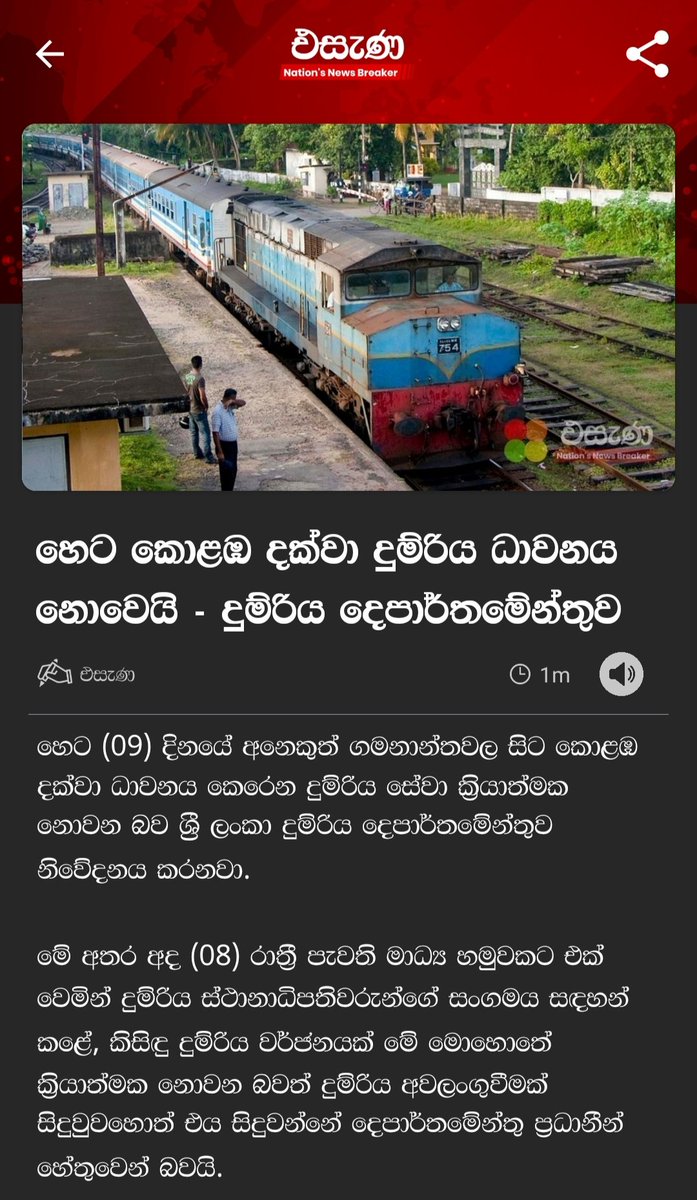 එසැණ
Nation's News Breaker
754
එසැණ
Nation's News Breaker
හෙට කොළඹ දක්වා දුම්රිය ධාවනය
නොවෙයි - දුම්රිය දෙපාර්තමේන්තුව
එසැණ
1m
හෙට (09) දිනයේ අනෙකුත් ගමනාන්තවල සිට කොළඹ
දක්වා ධාවනය කෙරෙන දුම්රිය සේවා ක්‍රියාත්මක
නොවන බව ශ්‍රී ලංකා දුම්රිය දෙපාර්තමේන්තුව
නිවේදනය කරනවා.
මේ අතර අද (08) රාත්‍රී පැවති මාධ්‍ය හමුවකට එක්
වෙමින් දුම්රිය ස්ථානාධිපතිවරුන්ගේ සංගමය සඳහන්
කළේ, කිසිඳු දුම්රිය වර්ජනයක් මේ මොහොතේ
ක්‍රියාත්මක නොවන බවත් දුම්රිය අවලංගුවීමක්
සිදුවුවහොත් එය සිදුවන්නේ දෙපාර්තමේන්තු ප්‍රධානීන්
හේතුවෙන් බවයි.